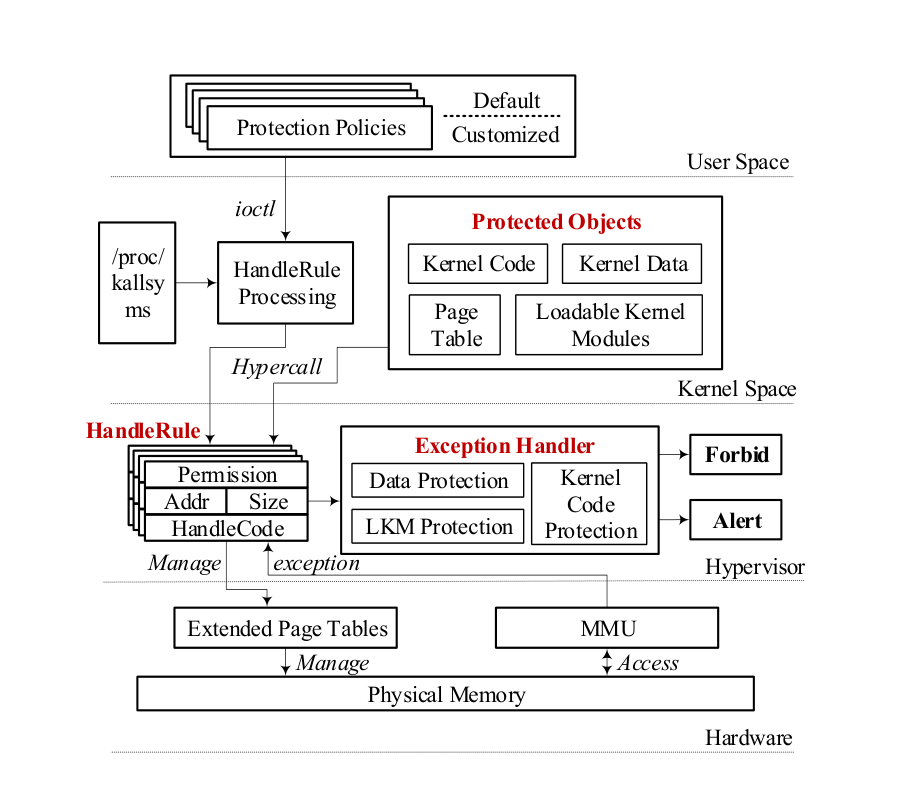 Protection Policies
Default
Customized
User Space
ioctl
/proc/
kallsy
ms
HandleRule
Processing
Protected Objects
Kernel Code
Kernel Data
Page
Table
Loadable Kernel
Modules
Hypercall
Kernel Space
HandleRule
Permission
Addr
Size
HandleCode
Exception Handler
Data Protection
LKM Protection
Kernel
Code
Protection
Forbid
Alert
Manage
exception
Hypervisor
Extended Page Tables
MMU
Manage
Access
Physical Memory
Hardware